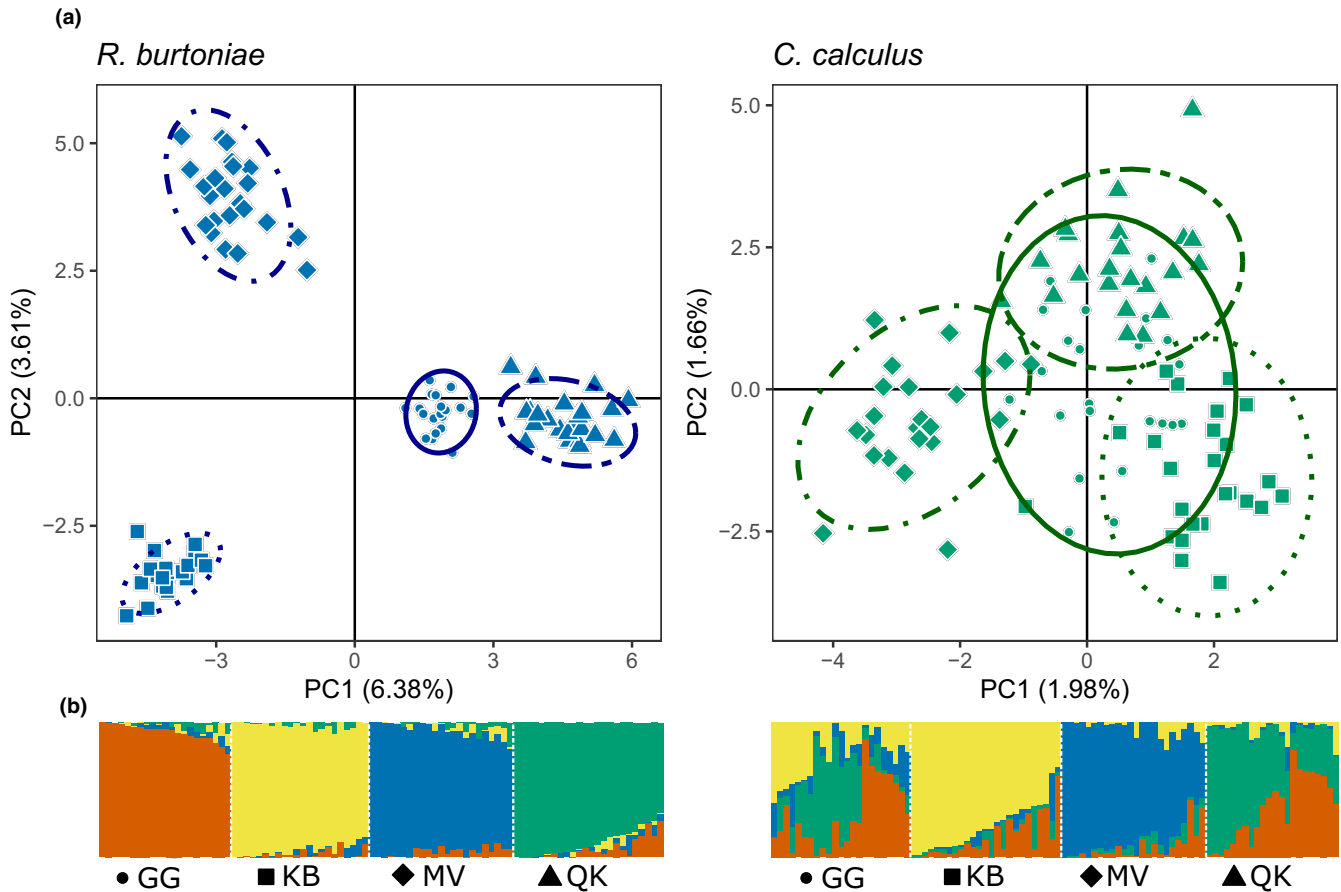 (a)
R. burtoniae
C. calculus
5.0
2.5
0.0
−2.5
PC2 (3.61%)
−3
0
3
6
PC1 (6.38%)
5.0
2.5
0.0
−2.5
PC2 (1.66%)
−4
−2
0
2
PC1 (1.98%)
(b)
GG KB MV QK
GG KB MV QK